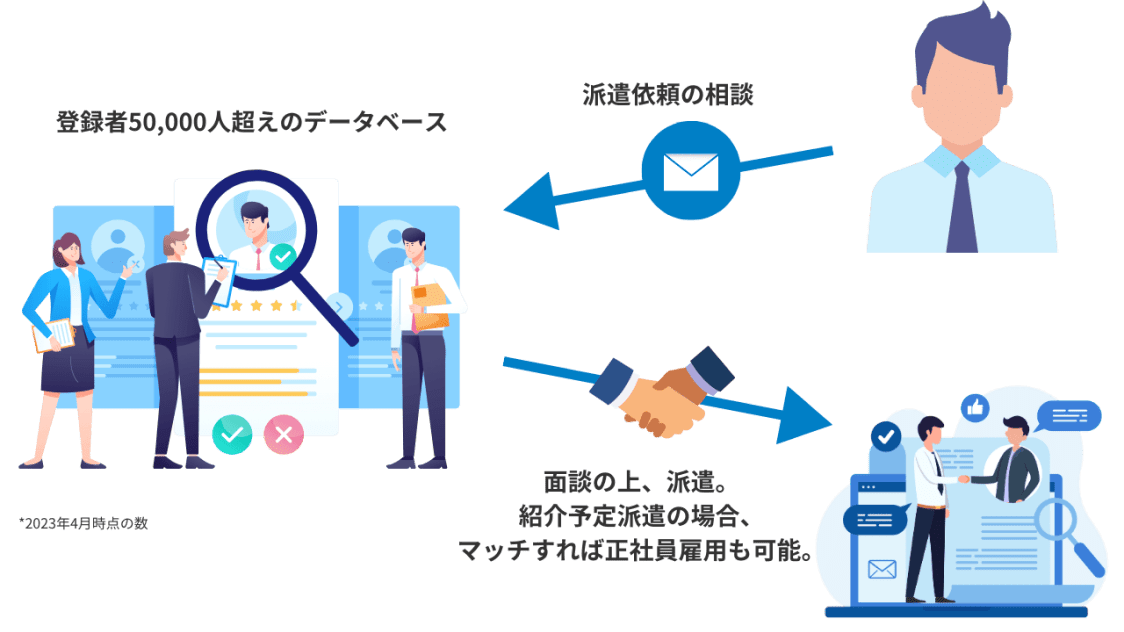 派遣依頼の相談
登録者50,000人超えのデータベース
面談の上、派遣。
紹介予定派遣の場合、
マッチすれば正社員雇用も可能。
*2023年4月時点の数